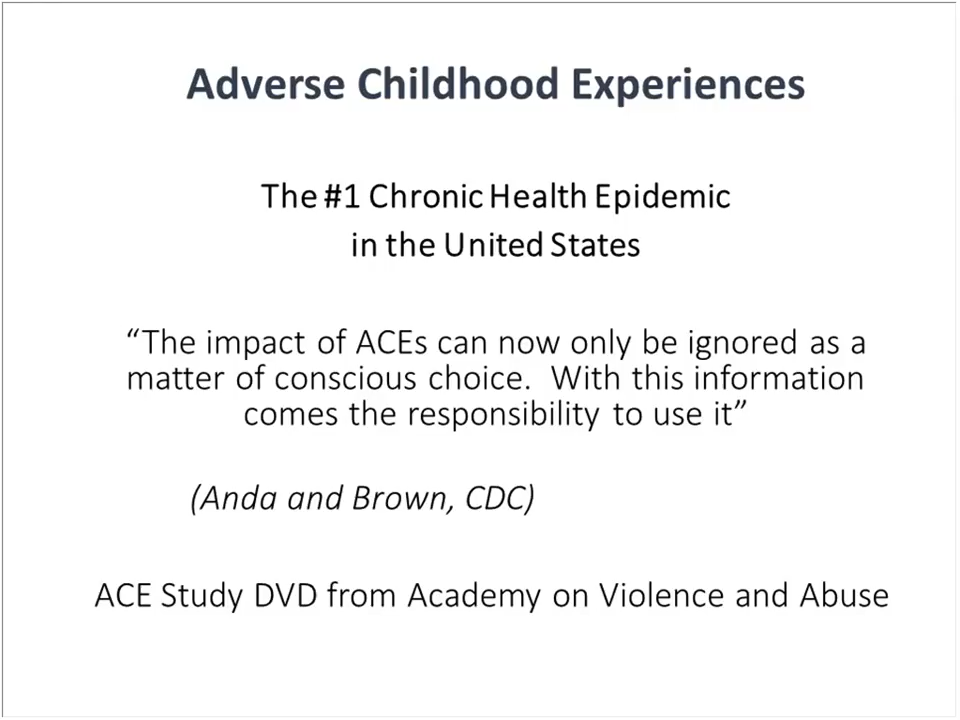 Adverse Childhood Experiences
The #1 Chronic Health Epidemic
in the United States
“The impact of ACEs can now only be ignored as a
matter of conscious choice.  With this information
comes the responsibility to use it”
(Anda and Brown, CDC)
ACE Study DVD from Academy on Violence and Abuse